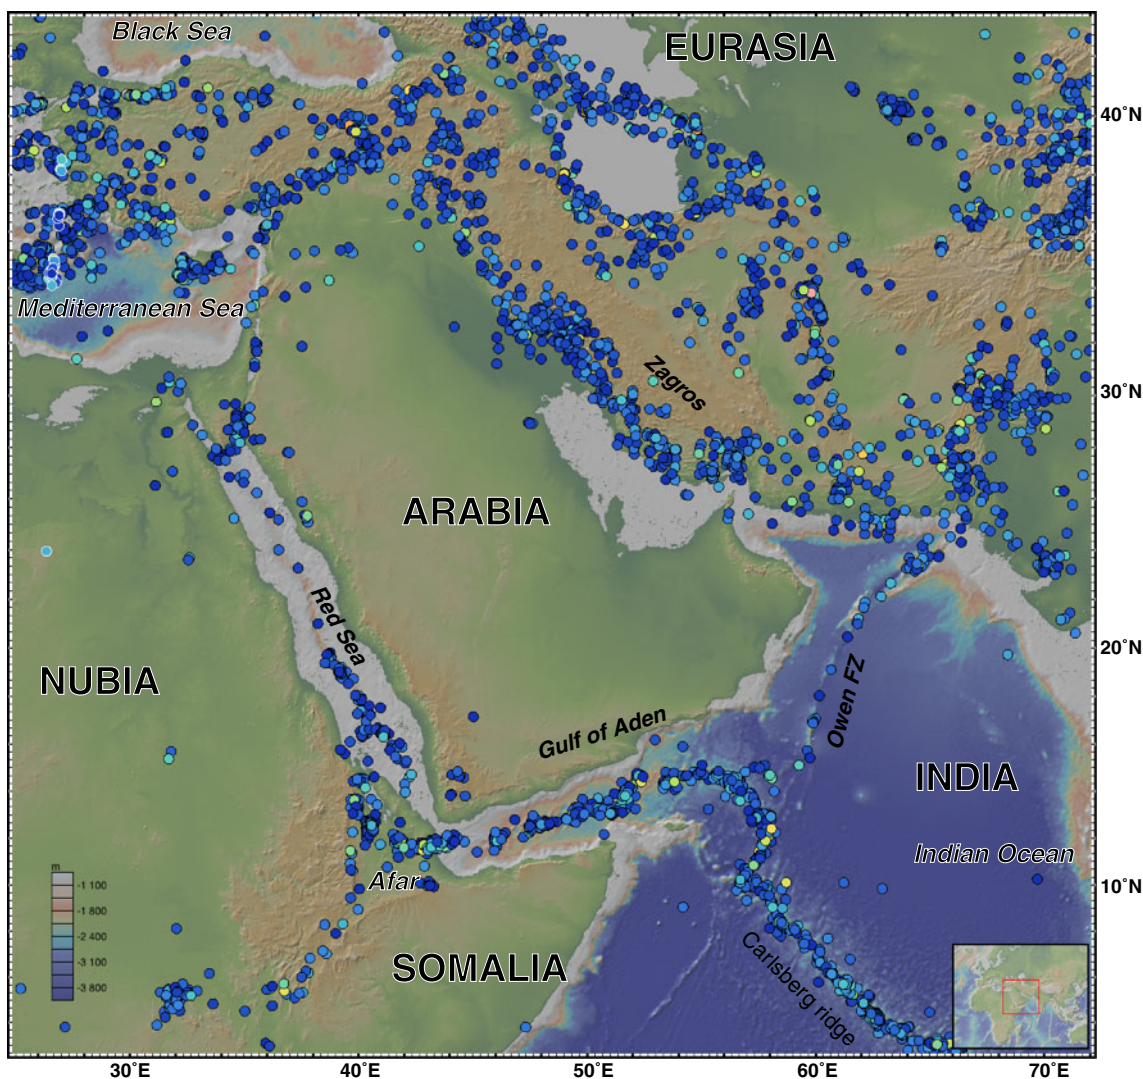 Black Sea
EURASIA
40˚N
Mediterranean Sea
Zagros
30˚N
ARABIA
Red Sea
NUBIA
20˚N
Owen FZ
Gulf of Aden
INDIA
Indian Ocean
m
-1 100
-1 800
-2 400
-3 100
-3 800
Afar
10˚N
SOMALIA
Carlsberg ridge
30˚E
40˚E
50˚E
60˚E
70˚E